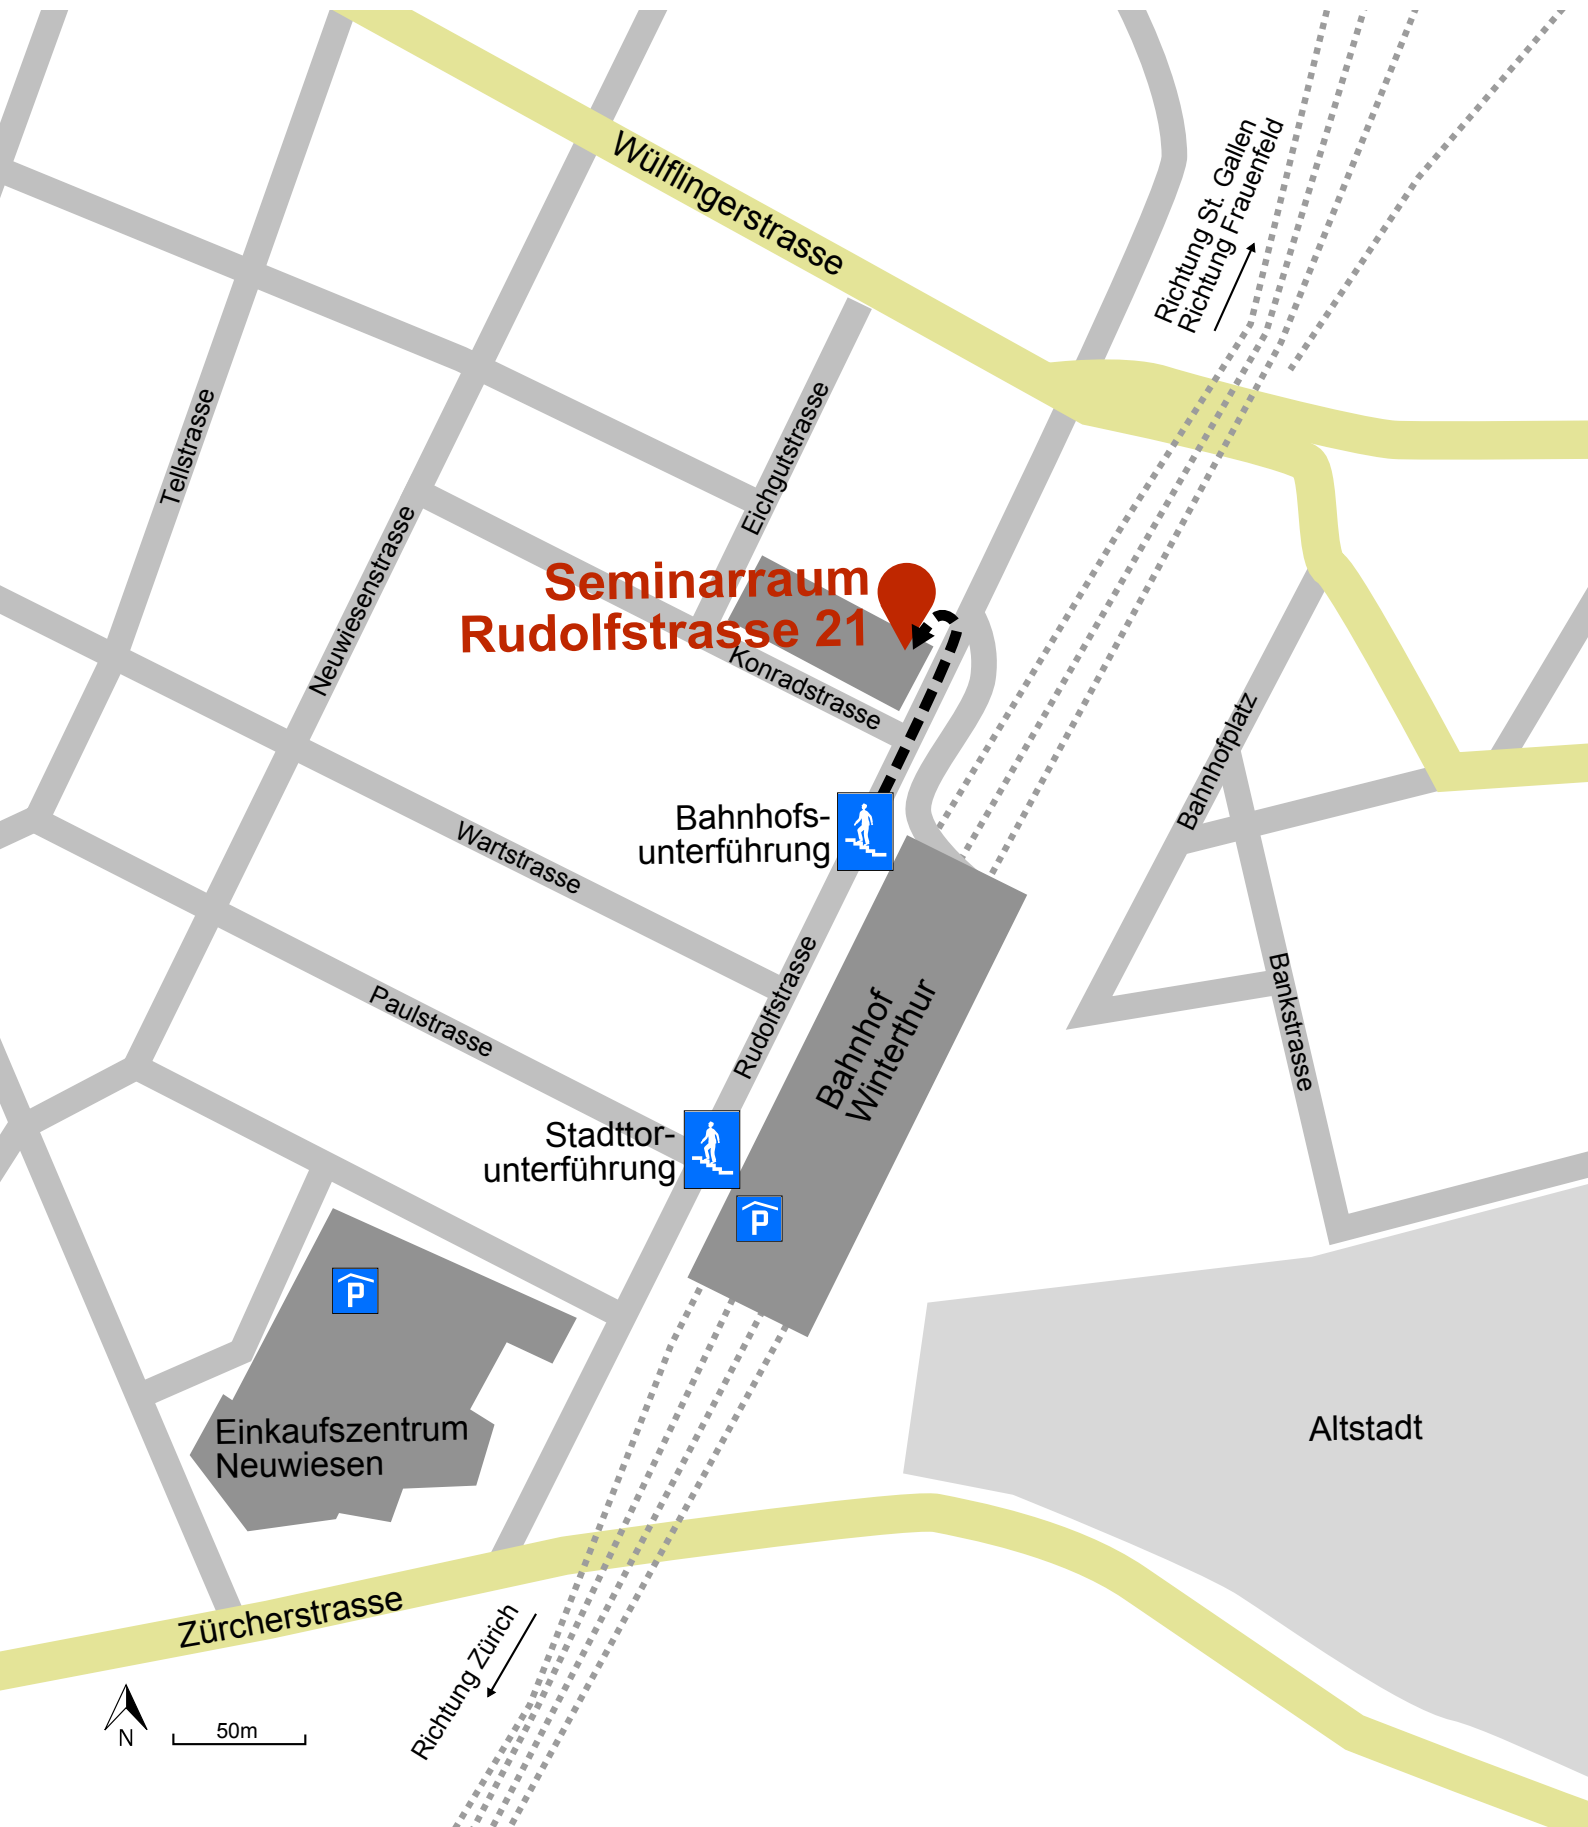 Wülflingerstrasse
Richtung St. Gallen
Richtung Frauenfeld
Tellstrasse
Eichgutstrasse
Neuwiesenstrasse
Seminarraum
Rudolfstrasse 21
Konradstrasse
Bahnhofplatz
Bahnhofs-
unterführung
Wartstrasse
Rudolfstrasse
Bahnhof
Winterthur
Bankstrasse
Paulstrasse
Stadttor-
unterführung
P
P
Einkaufszentrum
Neuwiesen
Altstadt
Zürcherstrasse
Richtung Zürich
N
50m